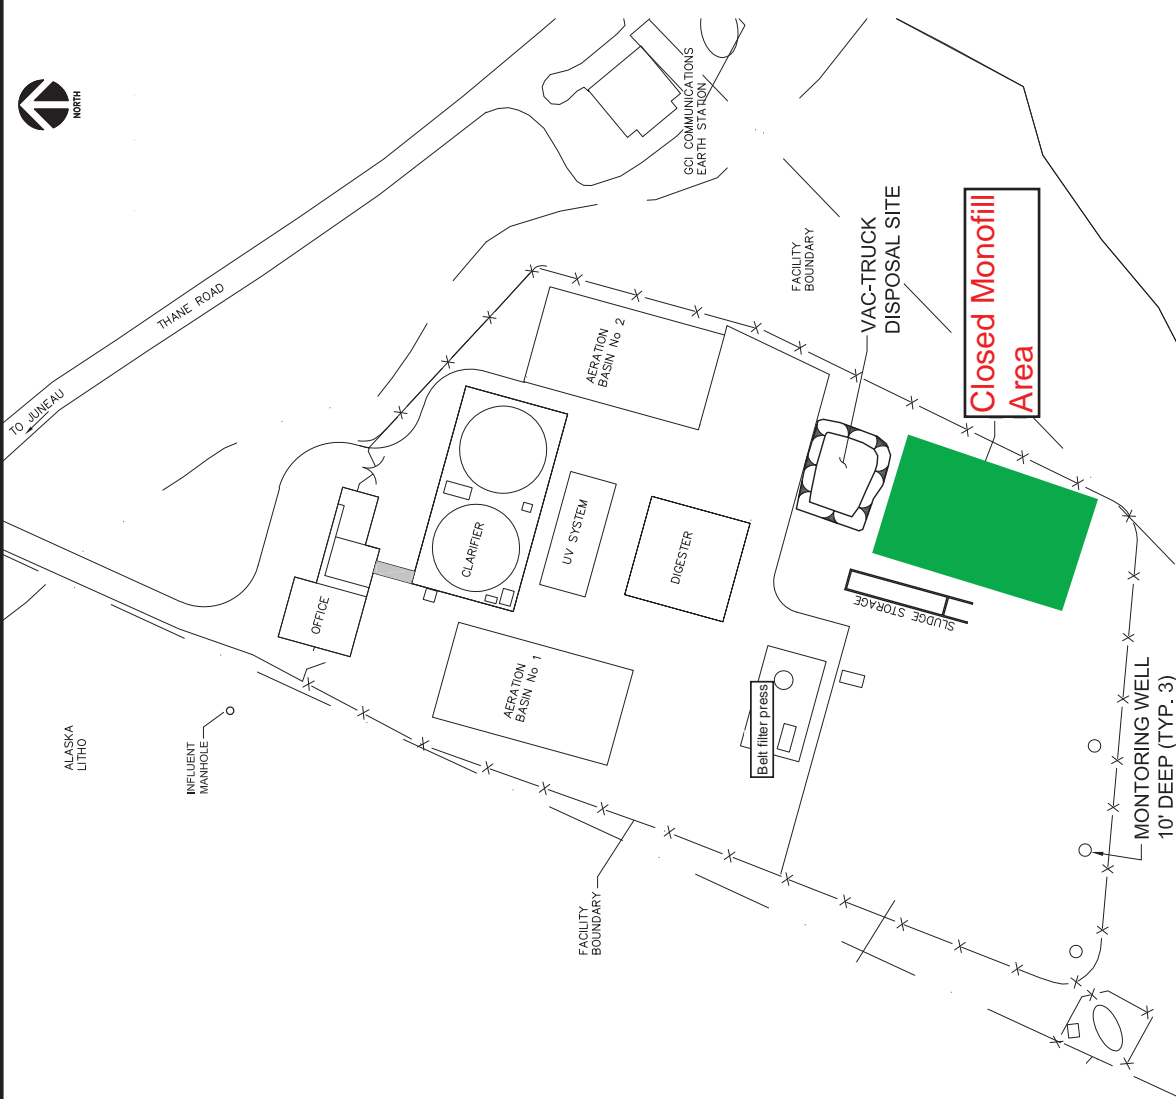 NORTH
TO JUNEAU
THANE ROAD
GCI COMMUNICATIONS
EARTH STATION
FACILITY
BOUNDARY
VAC-TRUCK
DISPOSAL SITE
Closed Monofill
Area
AERATION
BASIN No 2
CLARIFIER
UV SYSTEM
DIGESTER
OFFICE
SLUDGE STORAGE
AERATION
BASIN No 1
Belt filter press
ALASKA
LITHO
INFLUENT
MANHOLE
FACILITY
BOUNDARY
MONTORING WELL
10' DEEP (TYP. 3)